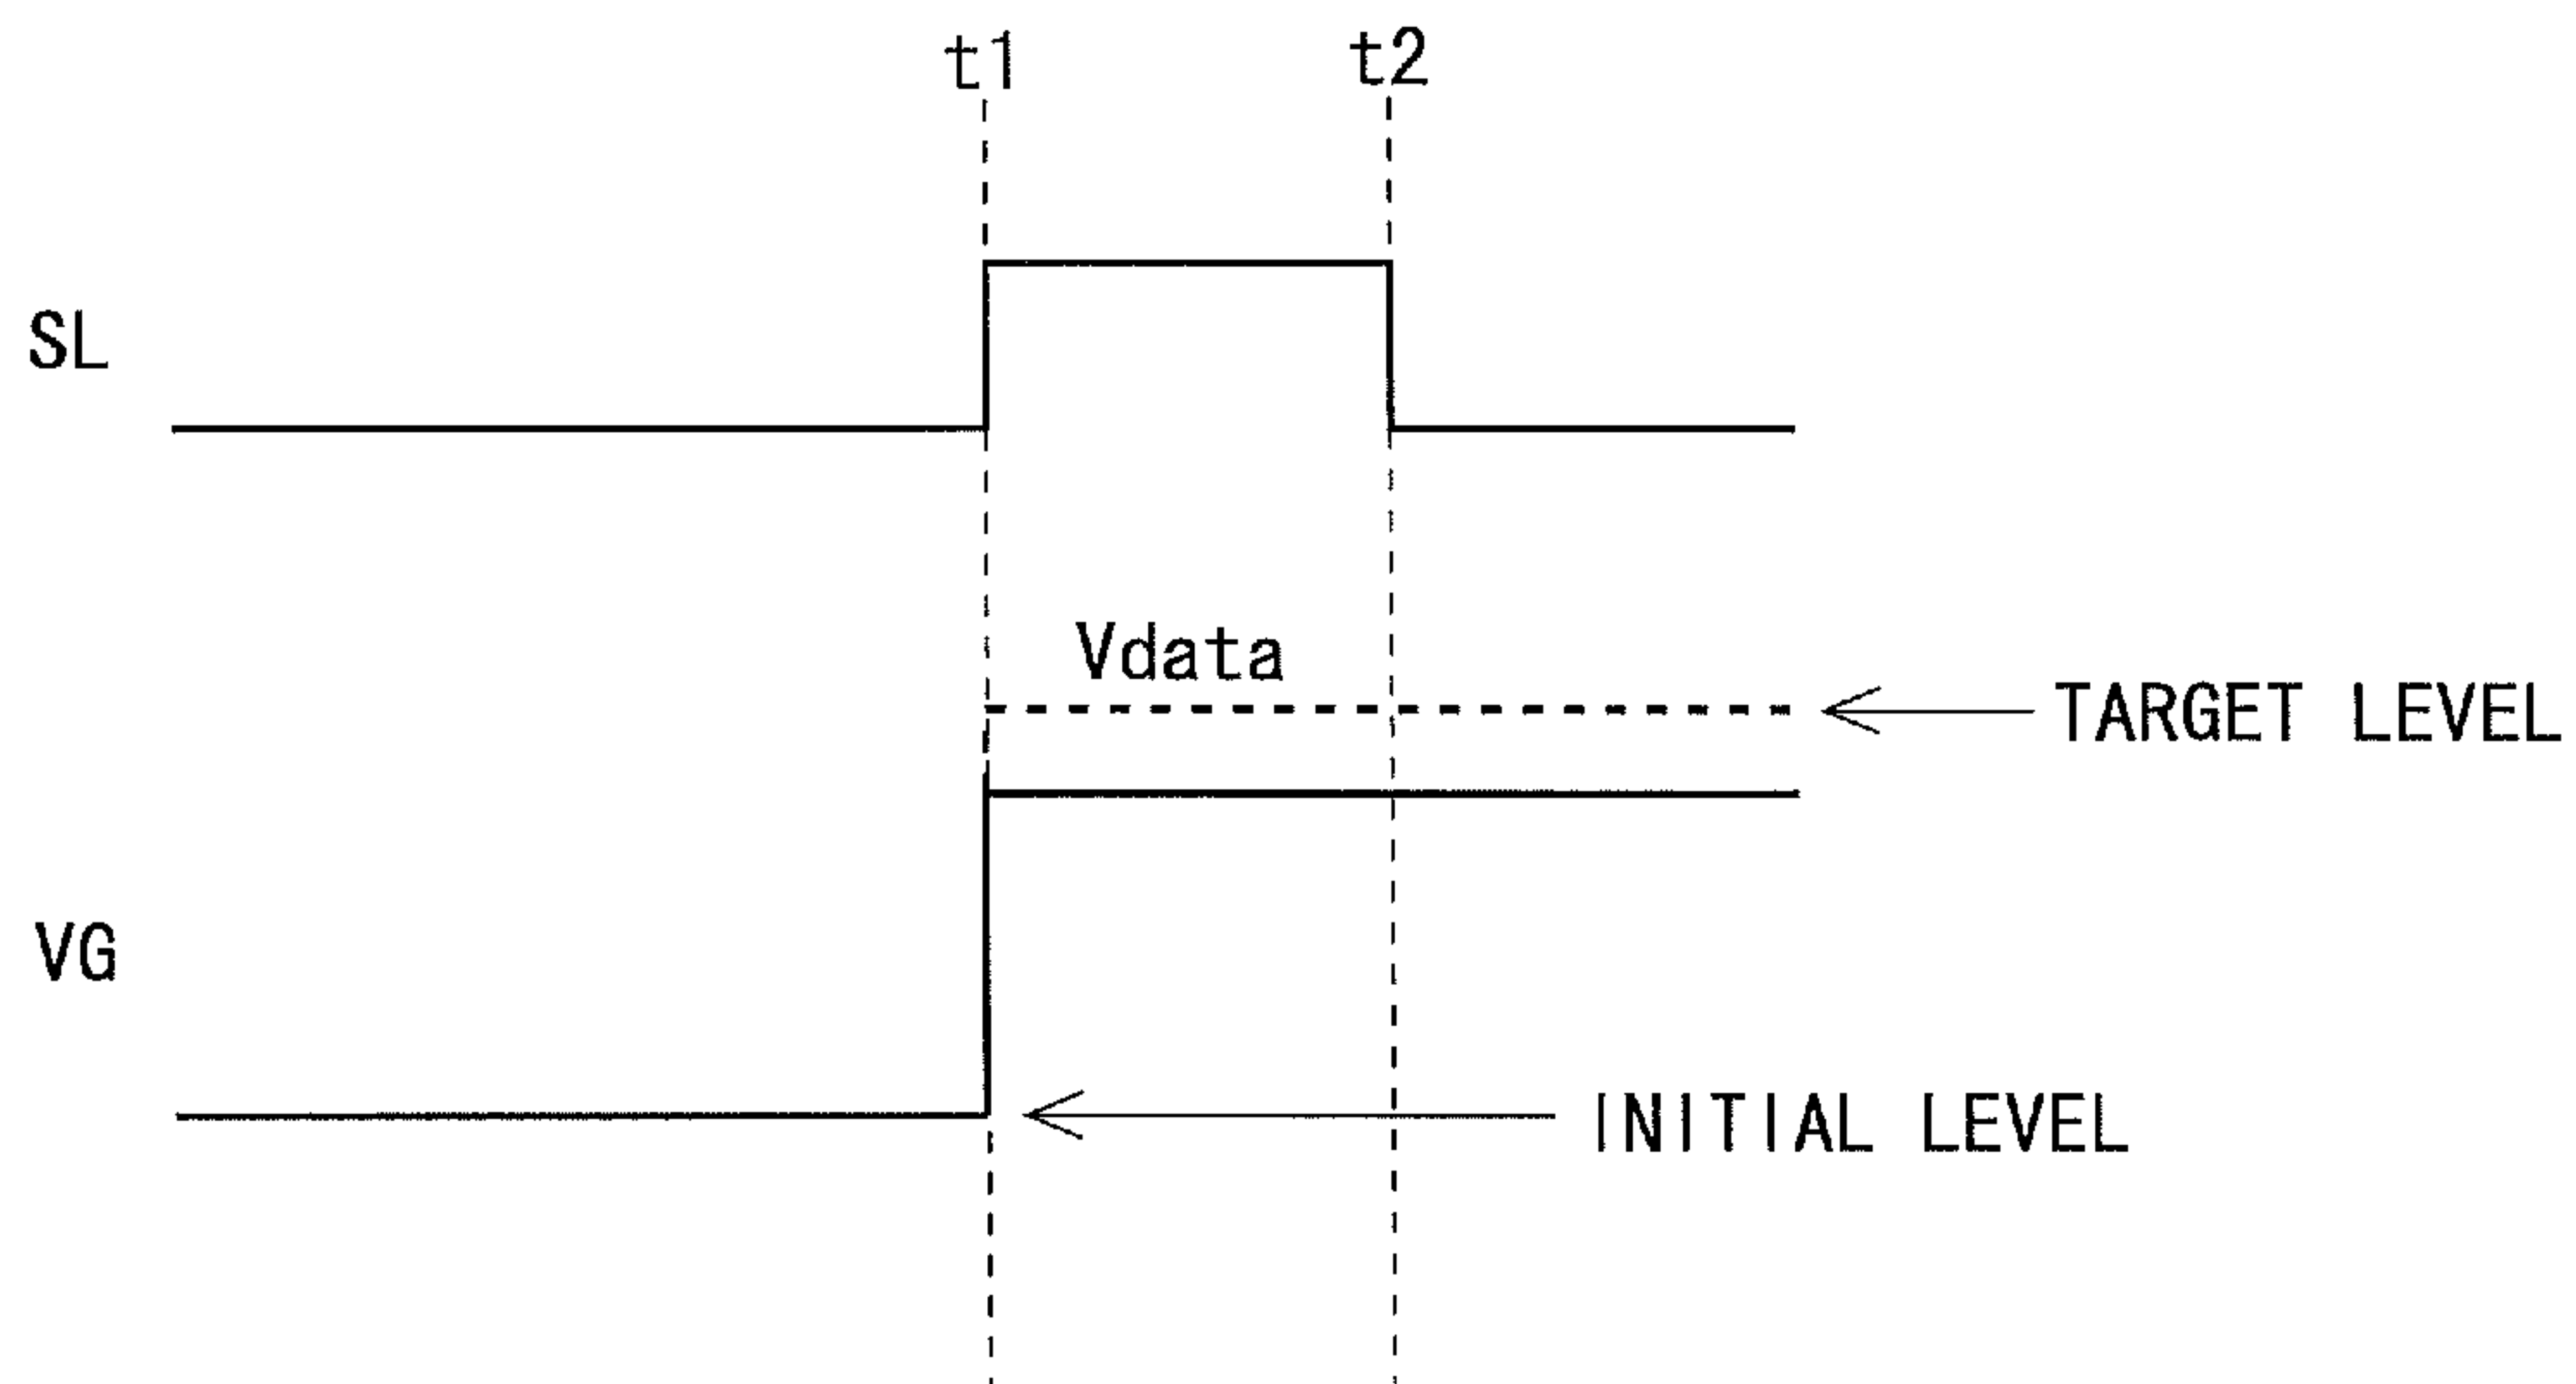 t1 t2
SL
Vdata
TARGET LEVEL
VG
INITIAL LEVEL